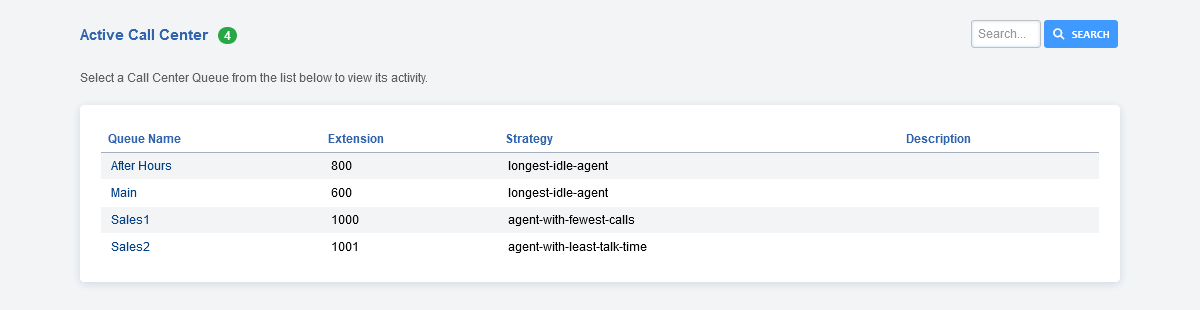 Active Call Center 4
Search... SEARCH
Select a Call Center Queue from the list below to view its activity.
Queue Name Extension Strategy Description
After Hours 800 longest-idle-agent
Main 600 longest-idle-agent
Sales1 1000 agent-with-fewest-calls
Sales2 1001 agent-with-least-talk-time